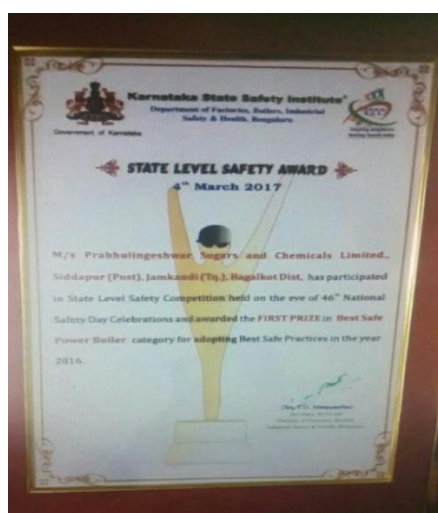 Karnataka State Safety Institute
Department of Factories, Boilers, Industrial
Safety & Health, Bengaluru
Government of Karnataka
STATE LEVEL SAFETY AWARD
4th March 2017
M/s Prabhulingeshwar Sugars and Chemicals Limited.,
Siddapur (Post), Jamkandi (Tq.), Bagalkot Dist, has participated
in State Level Safety Competition held on the eve of 46th National
Safety Day Celebrations and awarded the FIRST PRIZE in Best Safe
Power Boiler category for adopting Best Safe Practices in the year
2016.